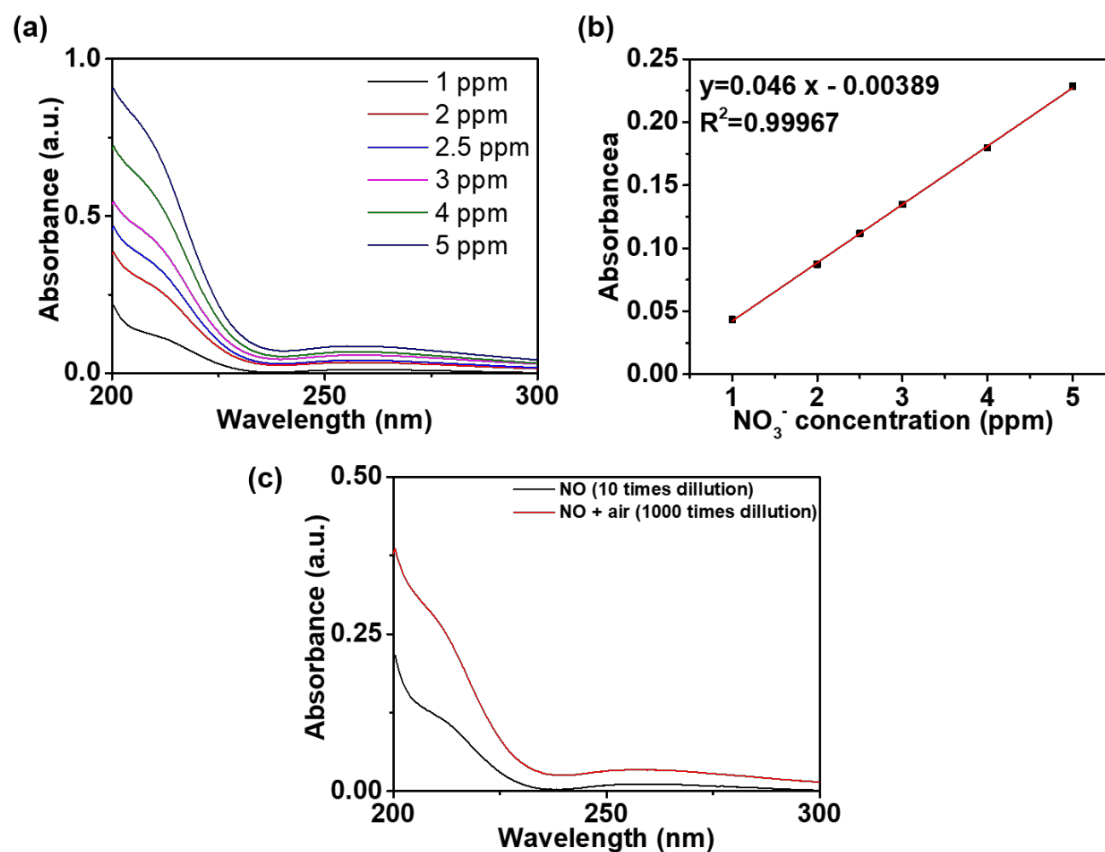 (a)
1.0
0.5
0.0
Absorbance (a.u.)
1 ppm
2 ppm
2.5 ppm
3 ppm
4 ppm
5 ppm
200
250
300
Wavelength (nm)
(b)
0.25
0.20
0.15
0.10
0.05
0.00
Absorbancea
y=0.046 x - 0.00389
R²=0.99967
1
2
3
4
5
NO₃⁻ concentration (ppm)
(c)
0.50
0.25
0.00
Absorbance (a.u.)
NO (10 times dillution)
NO + air (1000 times dillution)
200
250
300
Wavelength (nm)